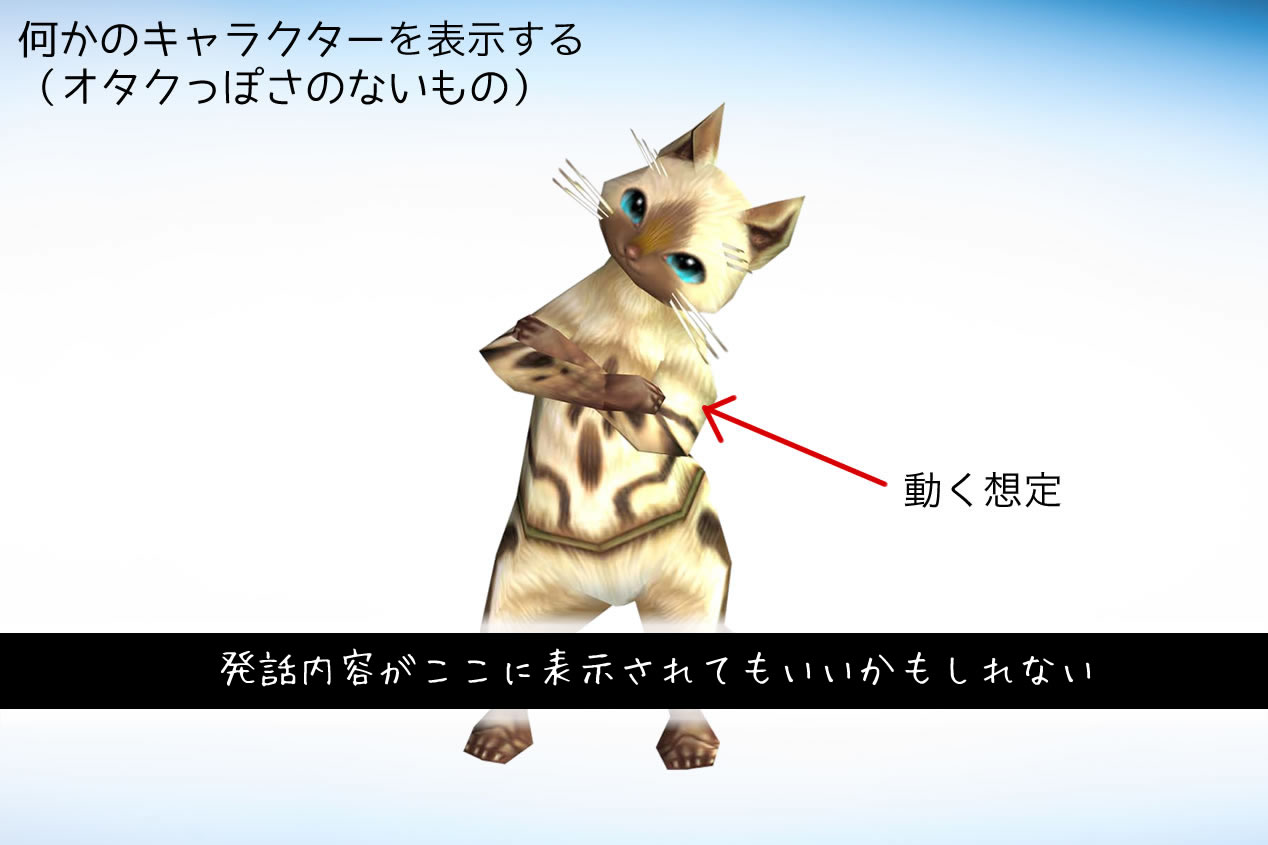 何かのキャラクターを表示する
（オタクっぽさのないもの）
動く想定
発話内容がここに表示されてもいいかもしれない